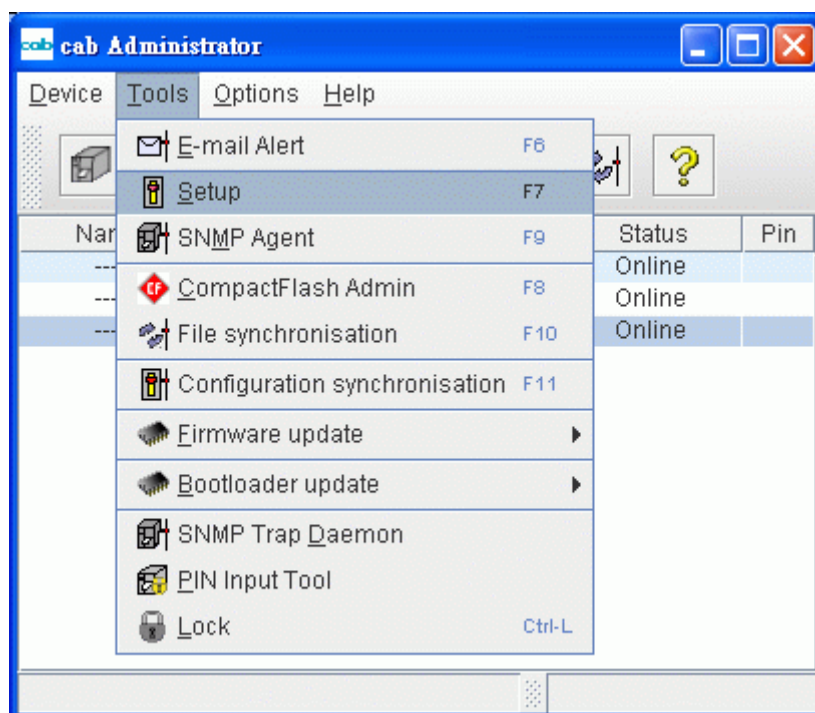 cab cab Administrator
Device Tools Options Help
E-mail Alert F6
Setup F7
SNMP Agent F9
CompactFlash Admin F8
File synchronisation F10
Configuration synchronisation F11
Firmware update
Bootloader update
SNMP Trap Daemon
PIN Input Tool
Lock Ctrl-L
Nar Status Pin
--- Online
--- Online
--- Online